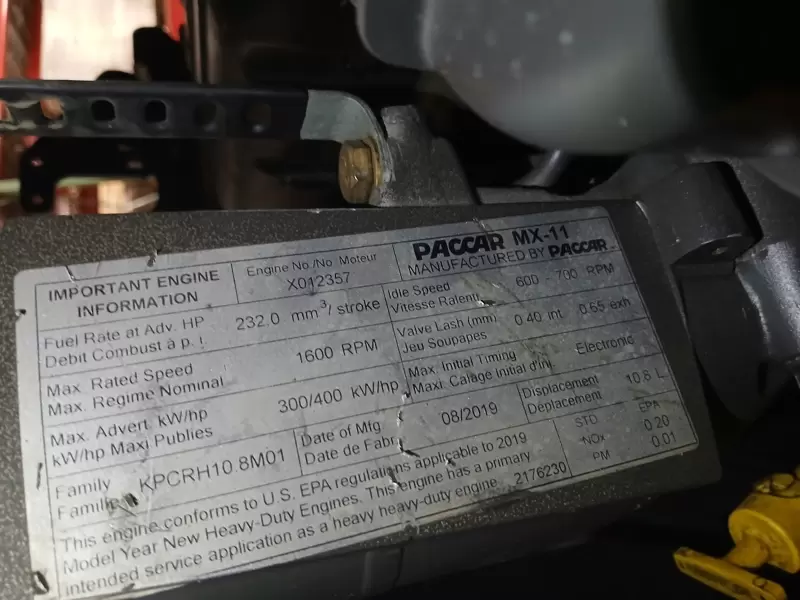 IMPORTANT ENGINE INFORMATION
Engine No./No. Moteur
X012357
PACCAR MX-11
MANUFACTURED BY PACCAR
Fuel Rate at Adv. HP
Debit Combust à p.
232.0 mm³/ stroke
Idle Speed
Vitesse Ralenti
600 - 700 RPM
Max. Rated Speed
Max. Regime Nominal
1600 RPM
Valve Lash (mm)
Jeu Soupapes
0.40 int 0.65 exh
Max. Advert. kW/hp
kW/hp Maxi Publies
300/400 kW/hp
Max. Initial Timing
Maxi. Calage Initial d'inj.
Electronic
Family
Famille
KPCRH10.8M01
Date of Mfg
Date de Fabr.
08/2019
Displacement
Déplacement
10.8 L
STD EPA
NOx 0.20
PM 0.01
This engine conforms to U.S. EPA regulations applicable to 2019
Model Year New Heavy-Duty Engines. This engine has a primary
intended service application as a heavy heavy-duty engine 2176230